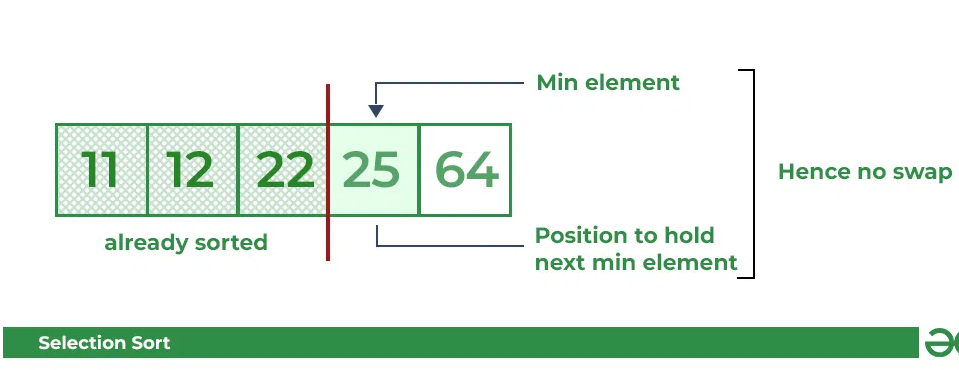 Min element
11 12 22 25 64
Hence no swap
already sorted
Position to hold
next min element
Selection Sort